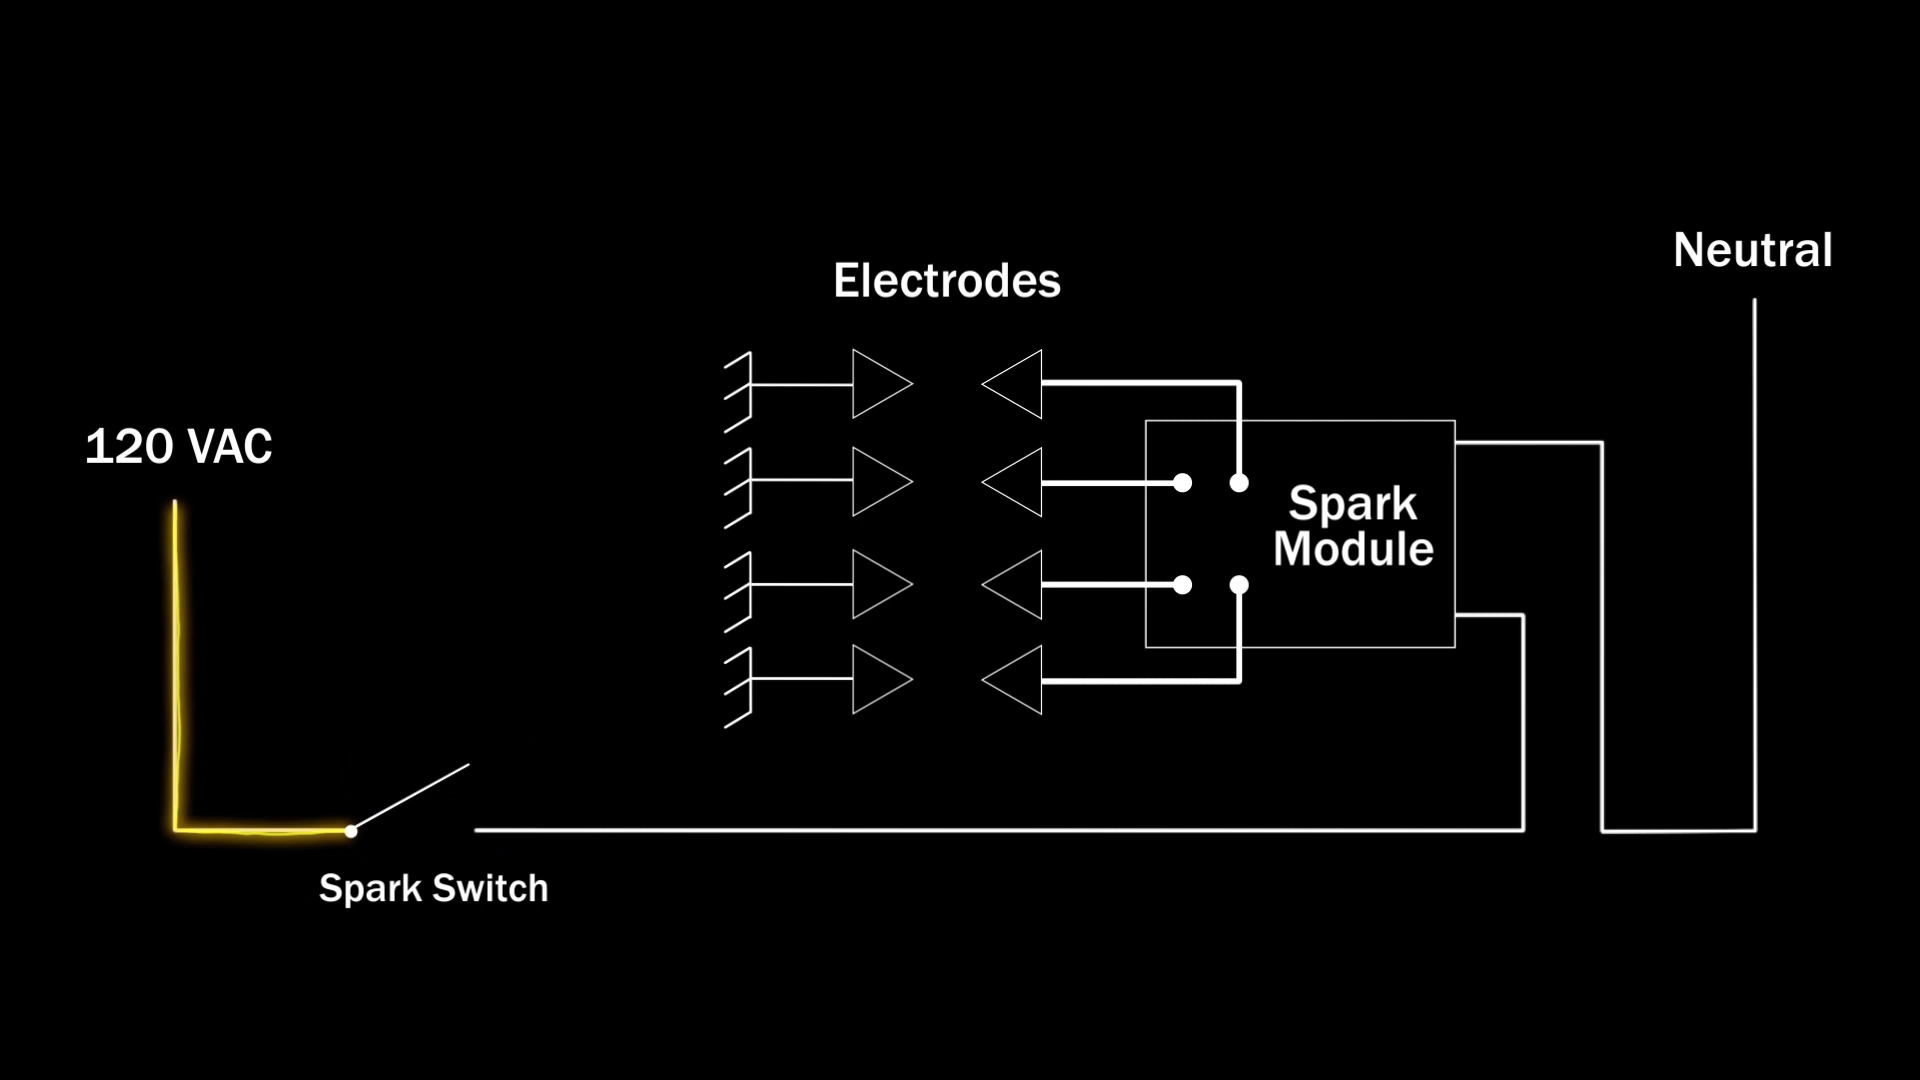 Neutral
Electrodes
120 VAC
Spark
Module
Spark Switch